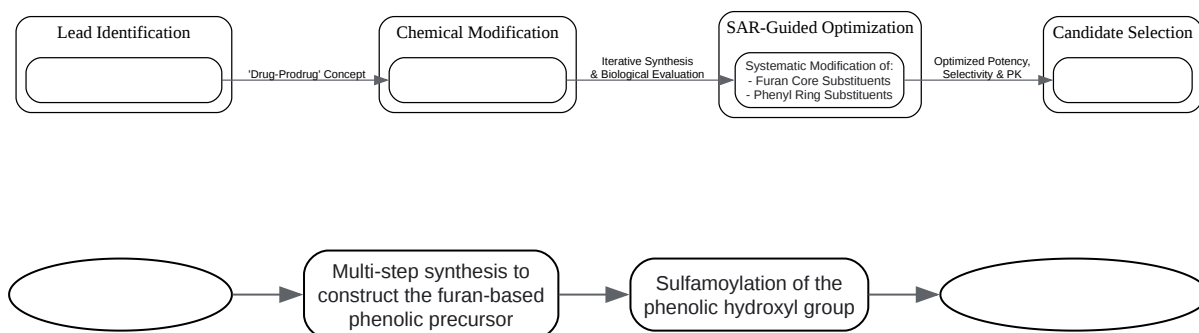 Lead Identification
Chemical Modification
SAR-Guided Optimization
Candidate Selection
'Drug-Prodrug' Concept
Iterative Synthesis
& Biological Evaluation
Systematic Modification of:
- Furan Core Substituents
- Phenyl Ring Substituents
Optimized Potency,
Selectivity & PK
Multi-step synthesis to
construct the furan-based
phenolic precursor
Sulfamoylation of the
phenolic hydroxyl group